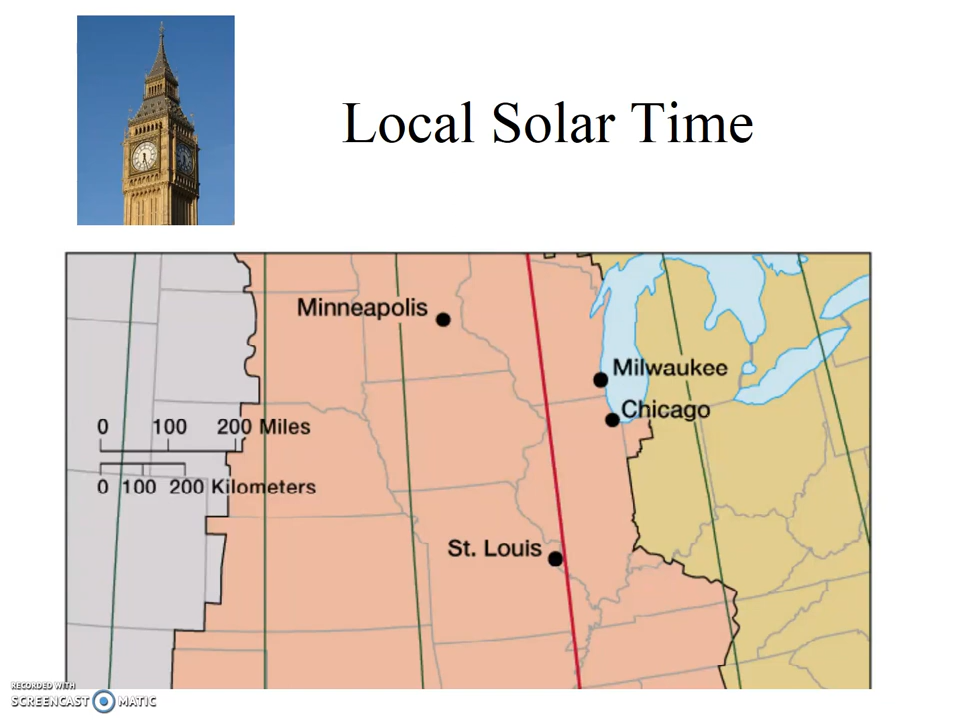 Local Solar Time
Minneapolis
Milwaukee
Chicago
0 100 200 Miles
0 100 200 Kilometers
St. Louis
RECORDED WITH
SCREENCAST MATIC